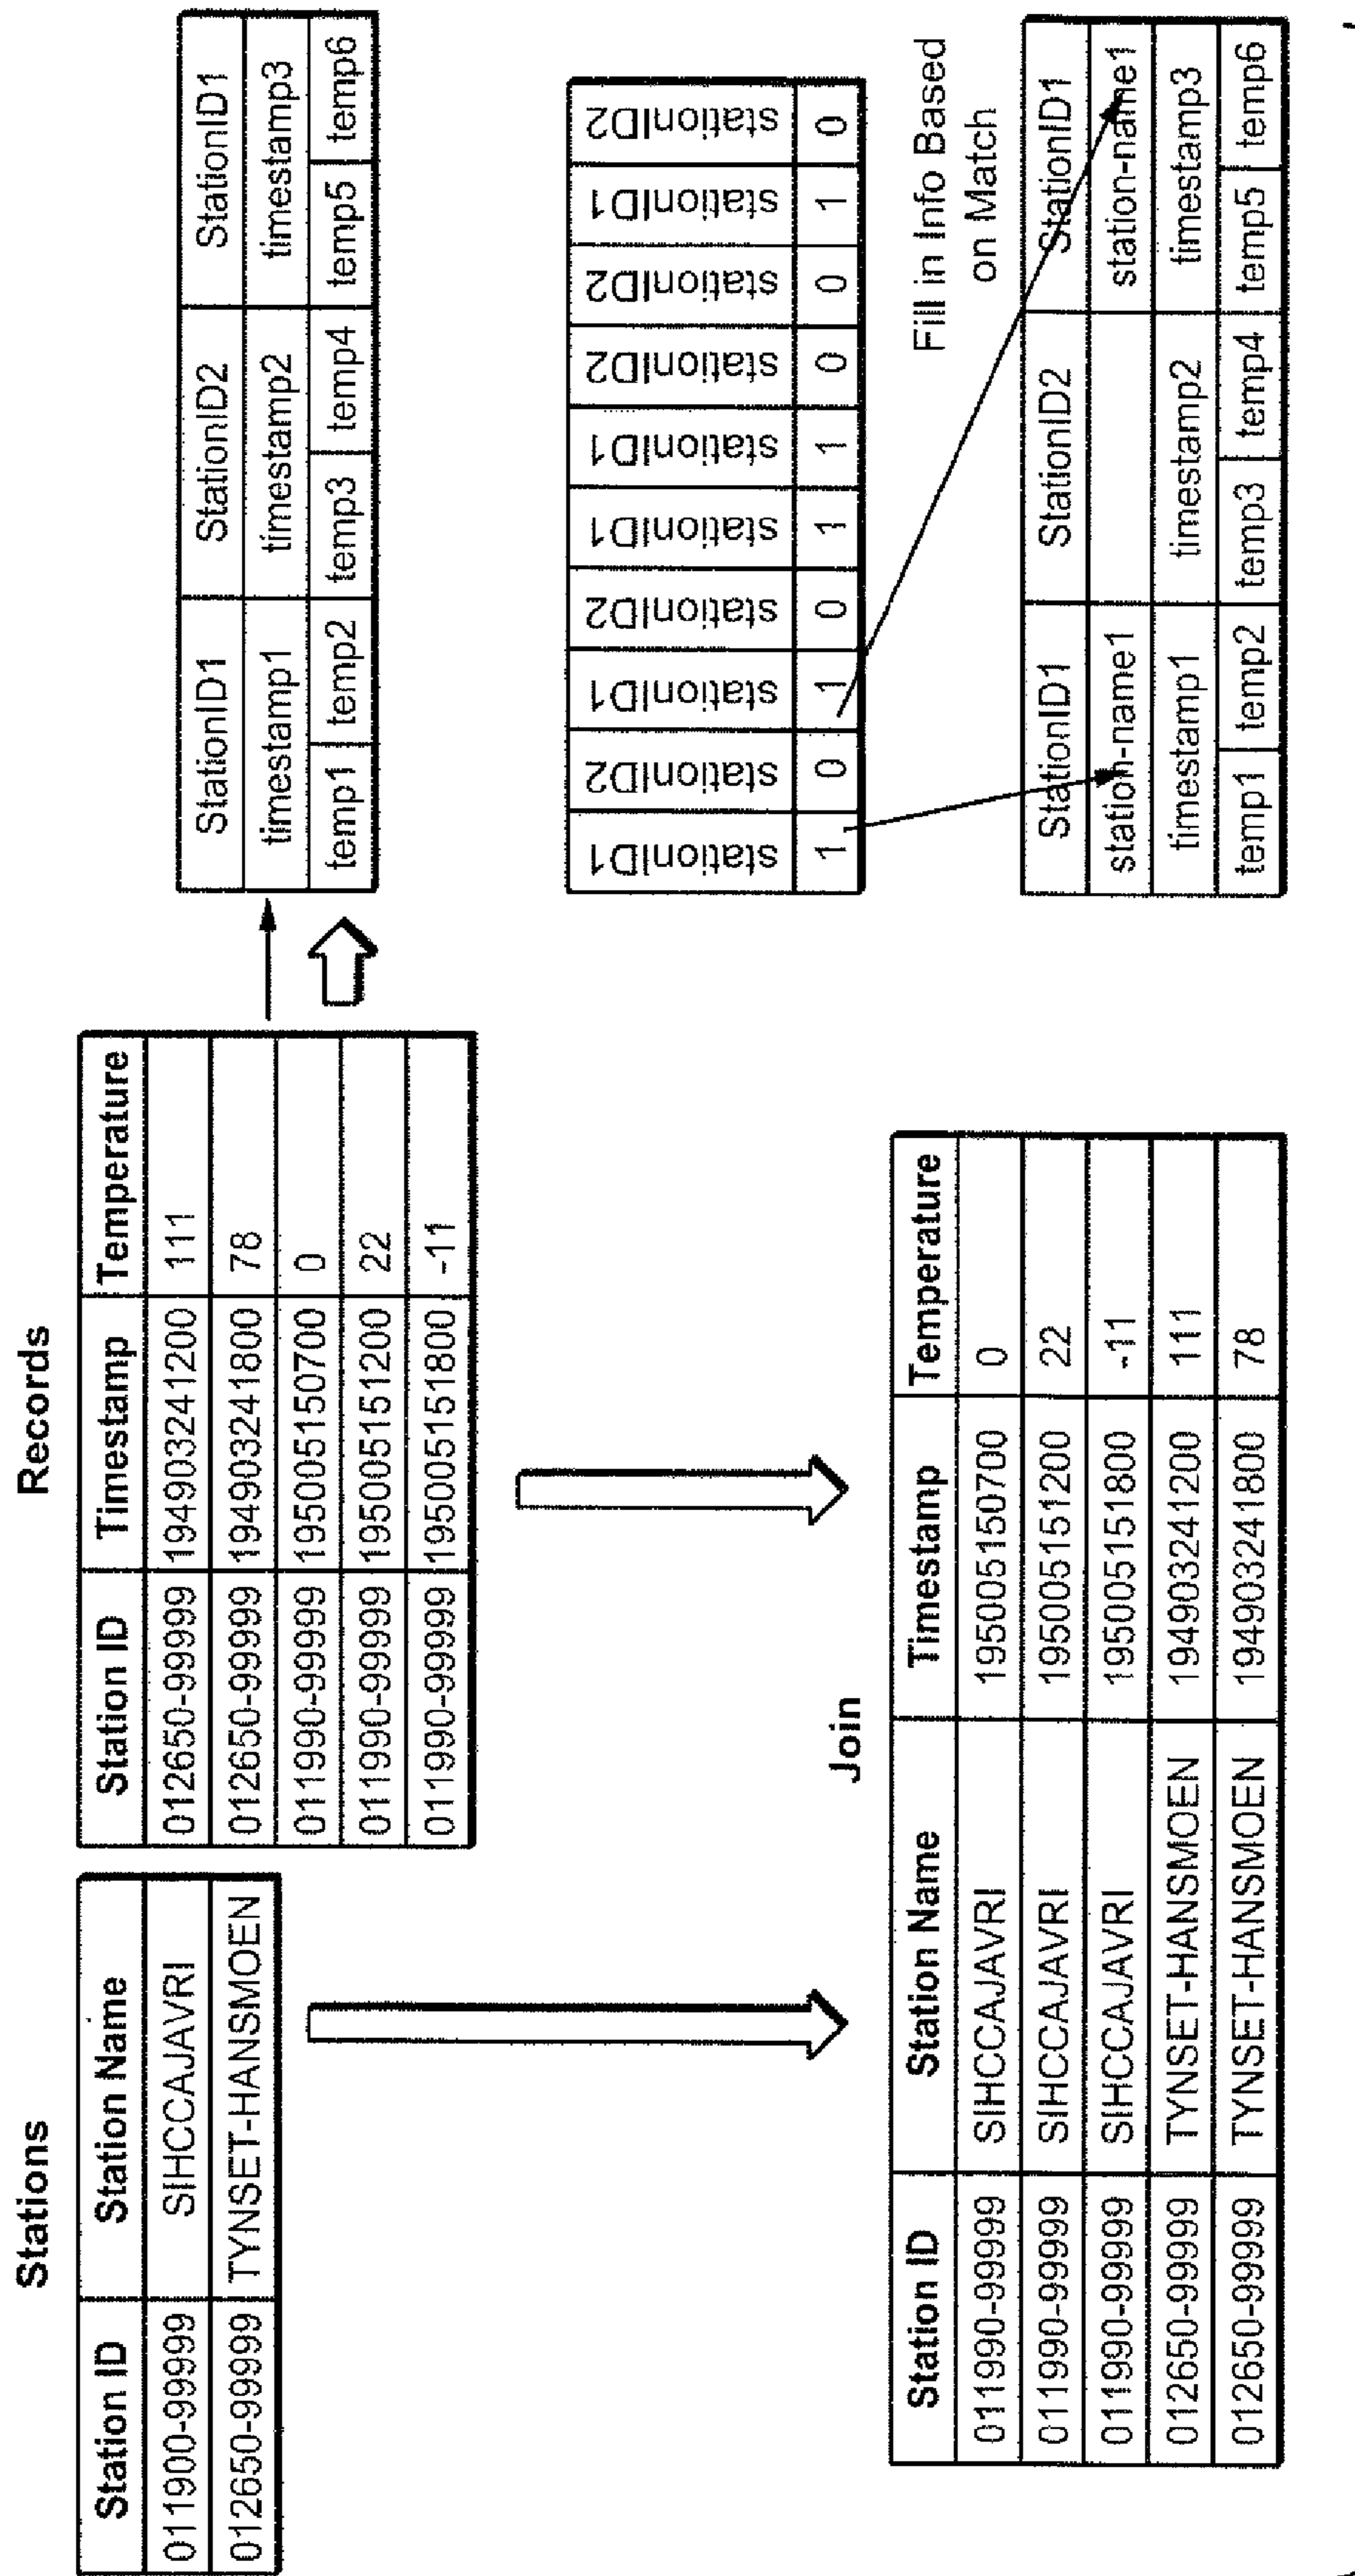 Stations
Station ID Station Name
011900-99999 SIHCCAJAVRI
012650-99999 TYNSET-HANSMOEN
Records
Station ID Timestamp Temperature
012650-99999 194903241200 111
012650-99999 194903241800 78
011990-99999 195005150700 0
011990-99999 195005151200 22
011990-99999 195005151800 -11
Join
Station ID Station Name Timestamp Temperature
011990-99999 SIHCCAJAVRI 195005150700 0
011990-99999 SIHCCAJAVRI 195005151200 22
011990-99999 SIHCCAJAVRI 195005151800 -11
012650-99999 TYNSET-HANSMOEN 194903241200 111
012650-99999 TYNSET-HANSMOEN 194903241800 78
StationID1 StationID2 StationID1
timestamp1 timestamp2 timestamp3
temp1 temp2 temp3 temp4 temp5 temp6
stationID1 stationID2 stationID1 stationID2 stationID1 stationID1 stationID2 stationID2 stationID1 stationID2
1 0 1 0 1 1 0 0 1 0
Fill in Info Based
on Match
StationID1 StationID2 StationID1
station-name1 station-name1
timestamp1 timestamp2 timestamp3
temp1 temp2 temp3 temp4 temp5 temp6